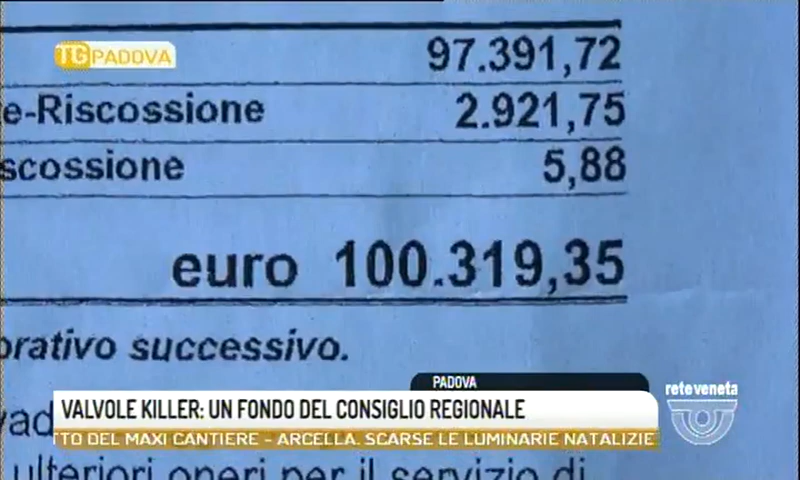 97.391,72
TG PADOVA
e-Riscossione 2.921,75
scossione 5,88
euro 100.319,35
orativo successivo.
PADOVA
reteveneta
VALVOLE KILLER: UN FONDO DEL CONSIGLIO REGIONALE
TTO DEL MAXI CANTIERE - ARCELLA. SCARSE LE LUMINARIE NATALIZIE
ulteriori oneri per il servizio di